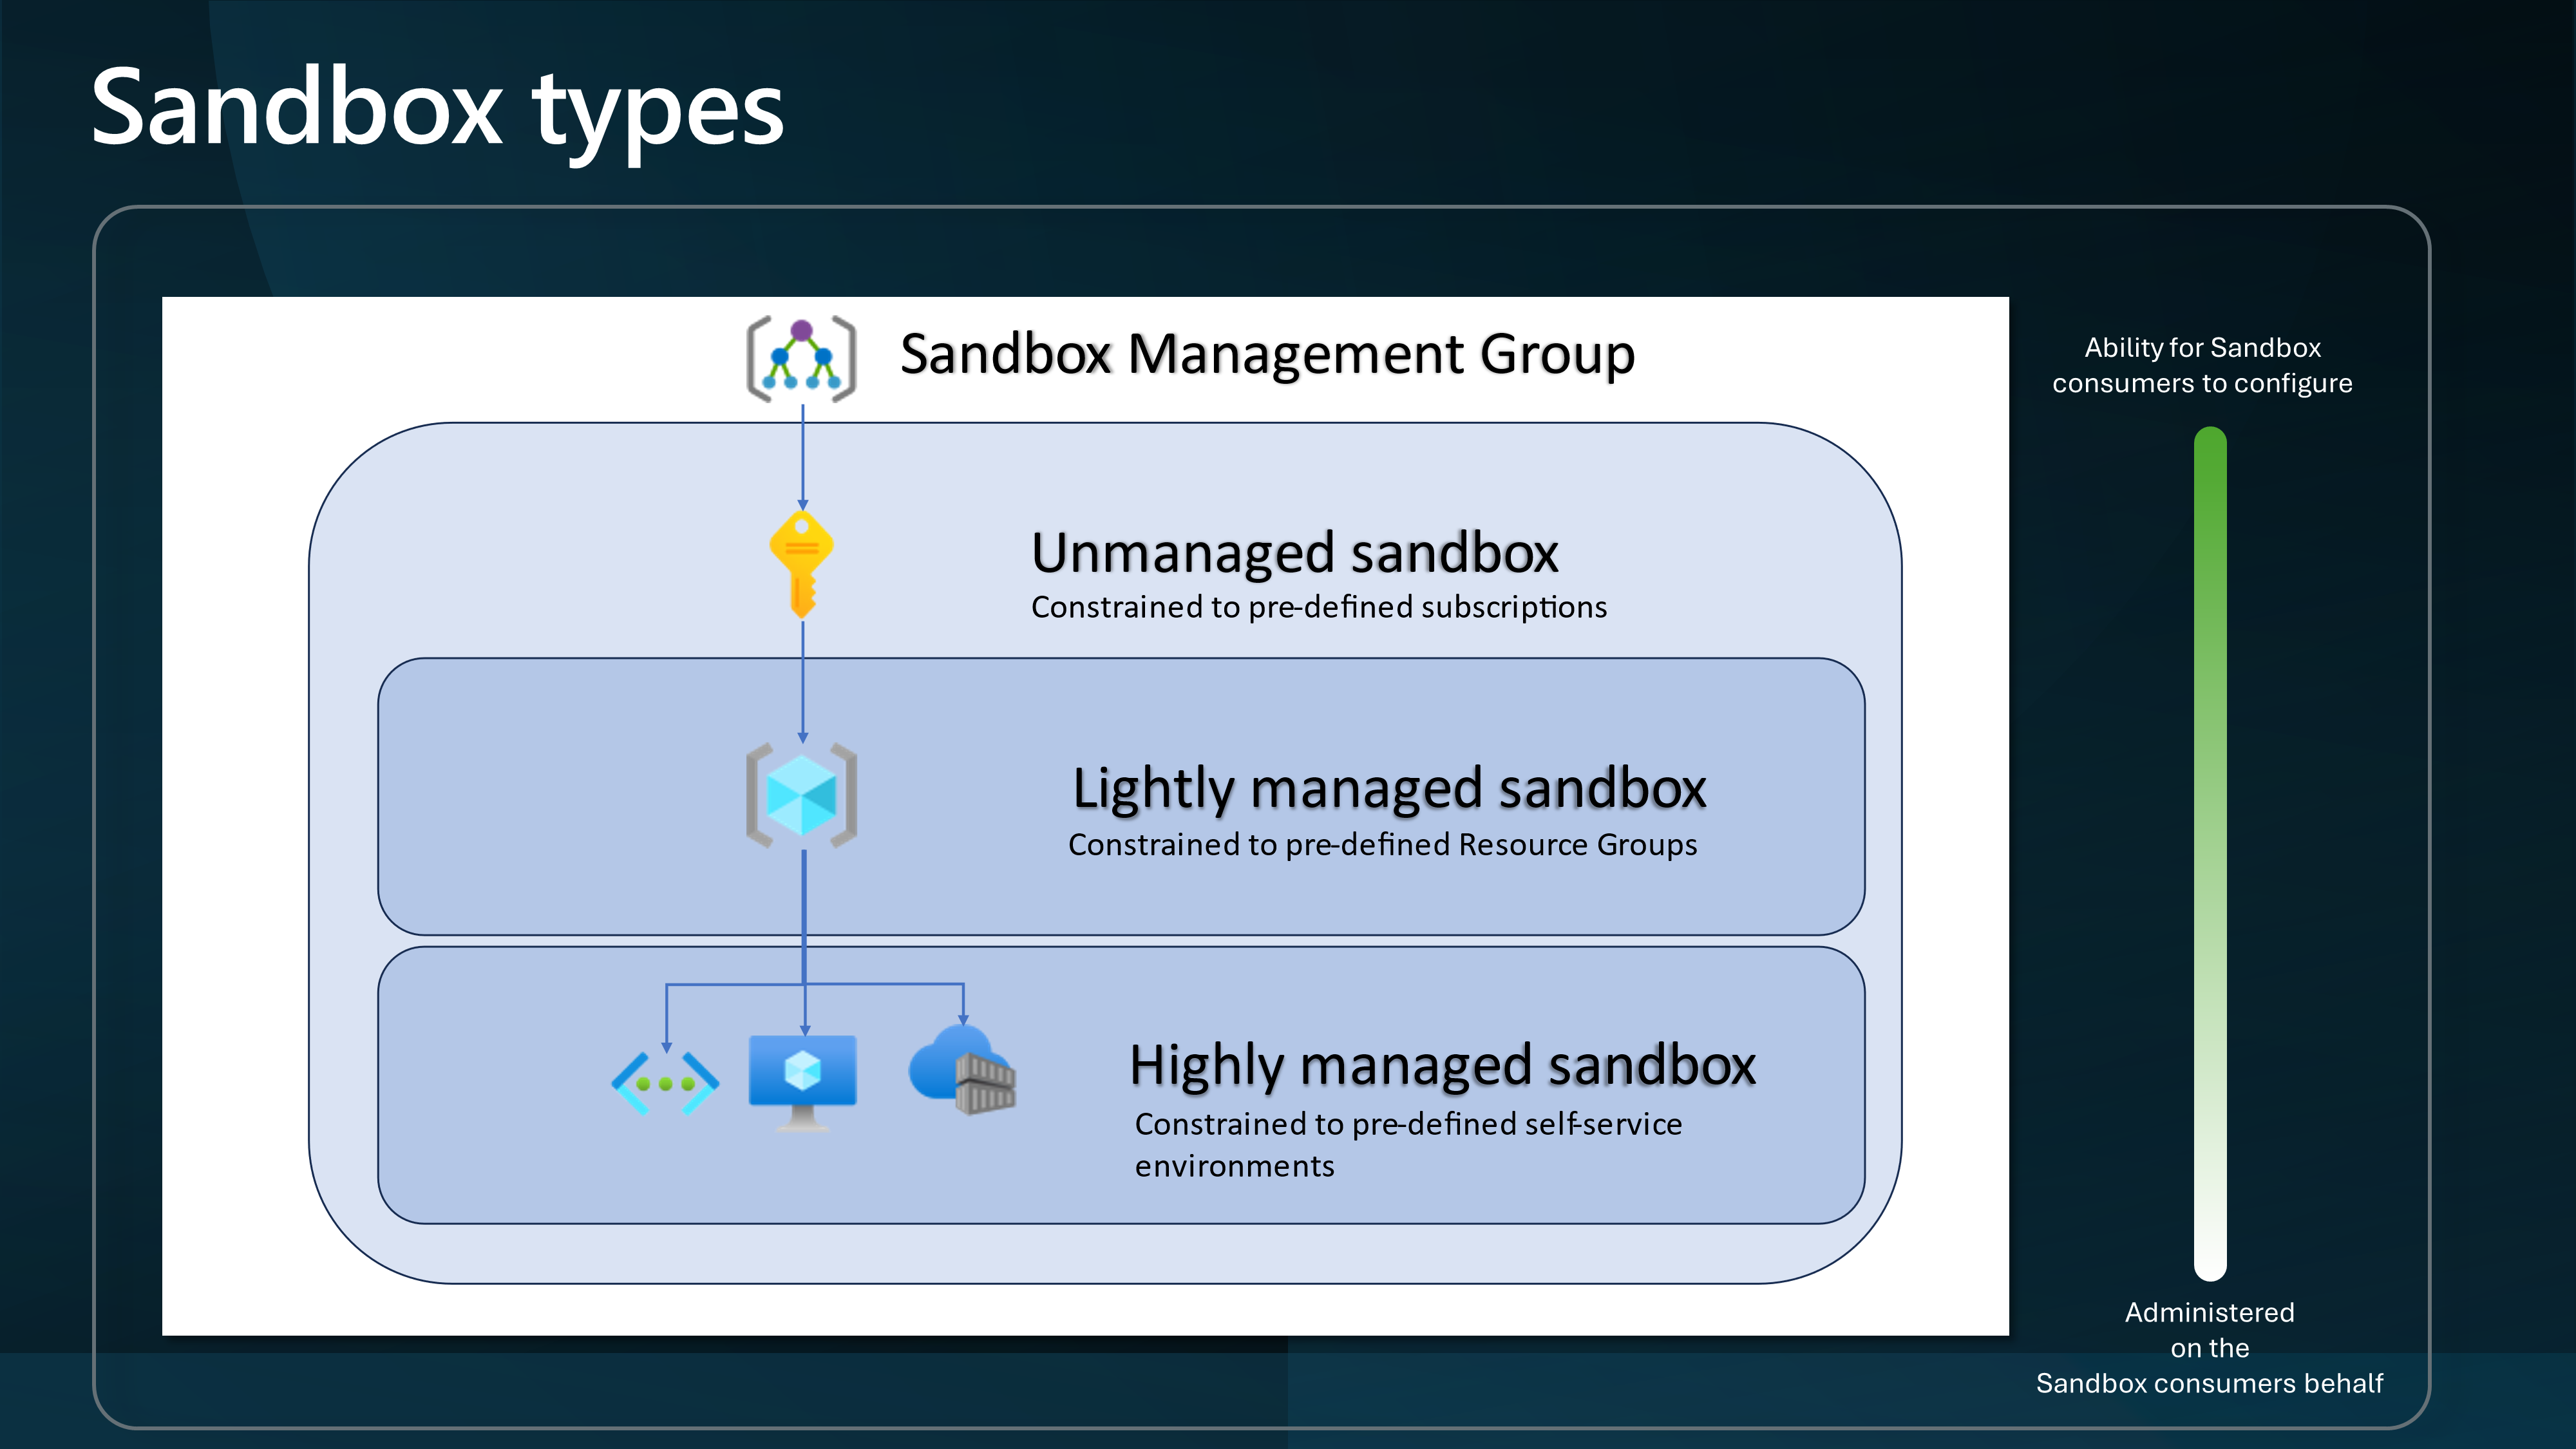 Sandbox types
Sandbox Management Group
Unmanaged sandbox
Constrained to pre-defined subscriptions
Lightly managed sandbox
Constrained to pre-defined Resource Groups
Highly managed sandbox
Constrained to pre-defined self-service
environments
Ability for Sandbox
consumers to configure
Administered
on the
Sandbox consumers behalf